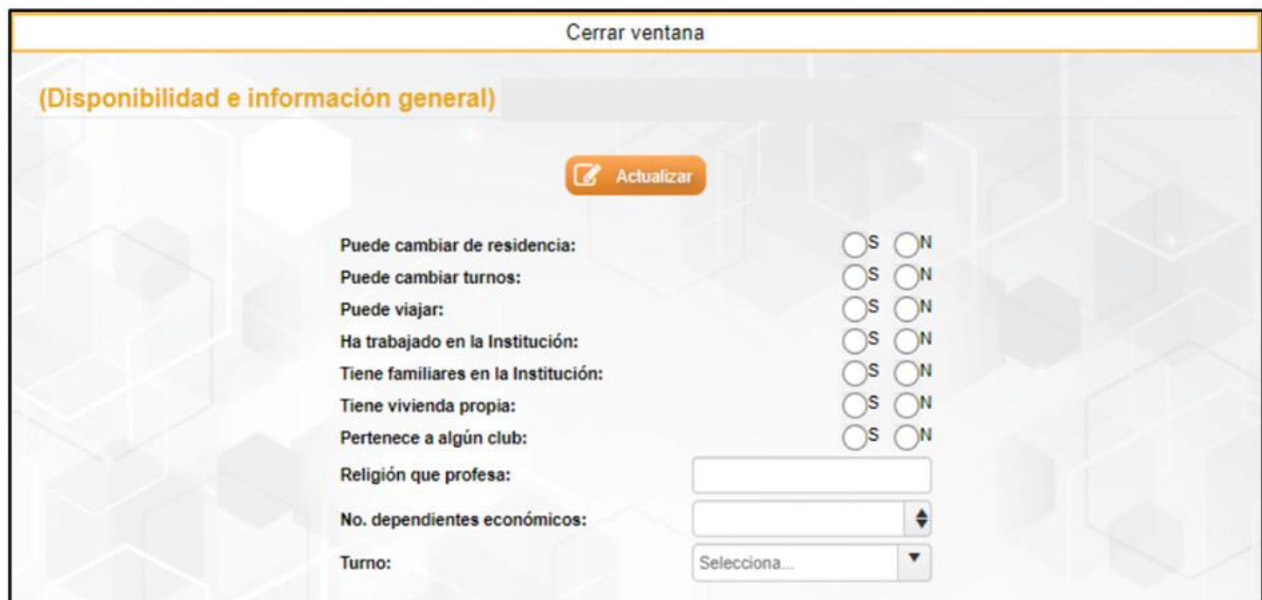 Cerrar ventana
(Disponibilidad e información general)
Actualizar
Puede cambiar de residencia: S N
Puede cambiar turnos: S N
Puede viajar: S N
Ha trabajado en la Institución: S N
Tiene familiares en la Institución: S N
Tiene vivienda propia: S N
Pertenece a algún club: S N
Religión que profesa:
No. dependientes económicos:
Turno: Selecciona...